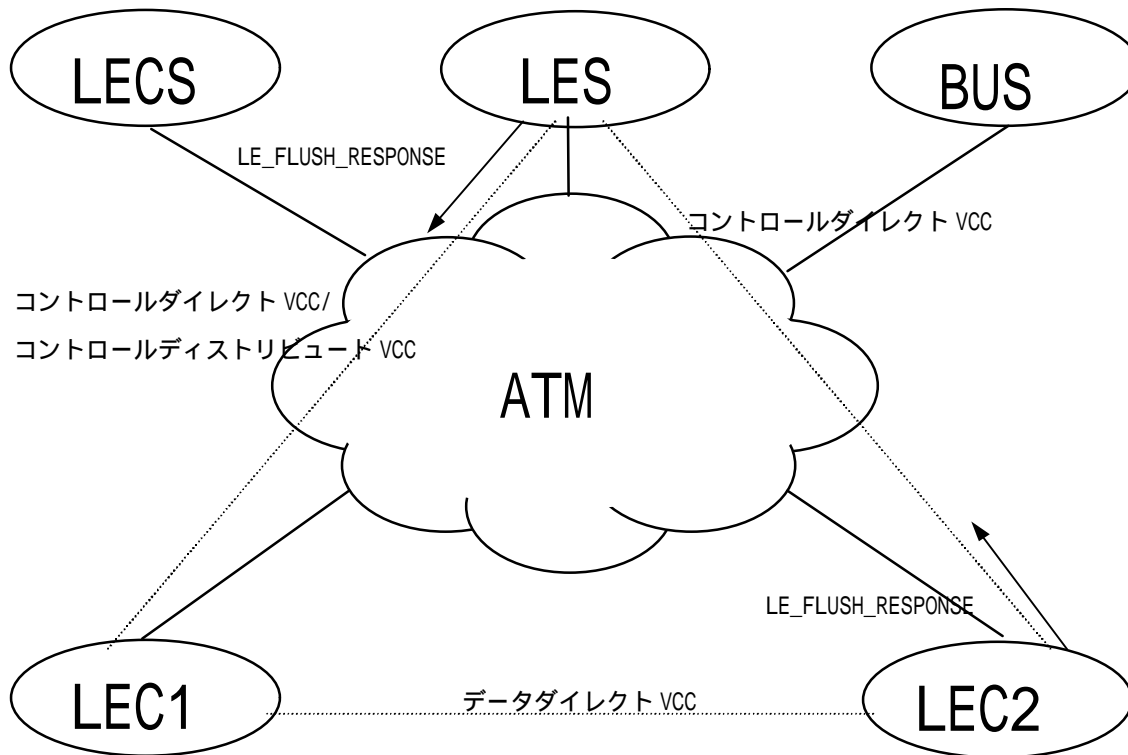 LECS
LES
BUS
LE_FLUSH_RESPONSE
コントロールダイレクト VCC
コントロールダイレクト VCC/
コントロールディストリビュート VCC
ATM
LE_FLUSH_RESPONSE
LEC1
データダイレクト VCC
LEC2